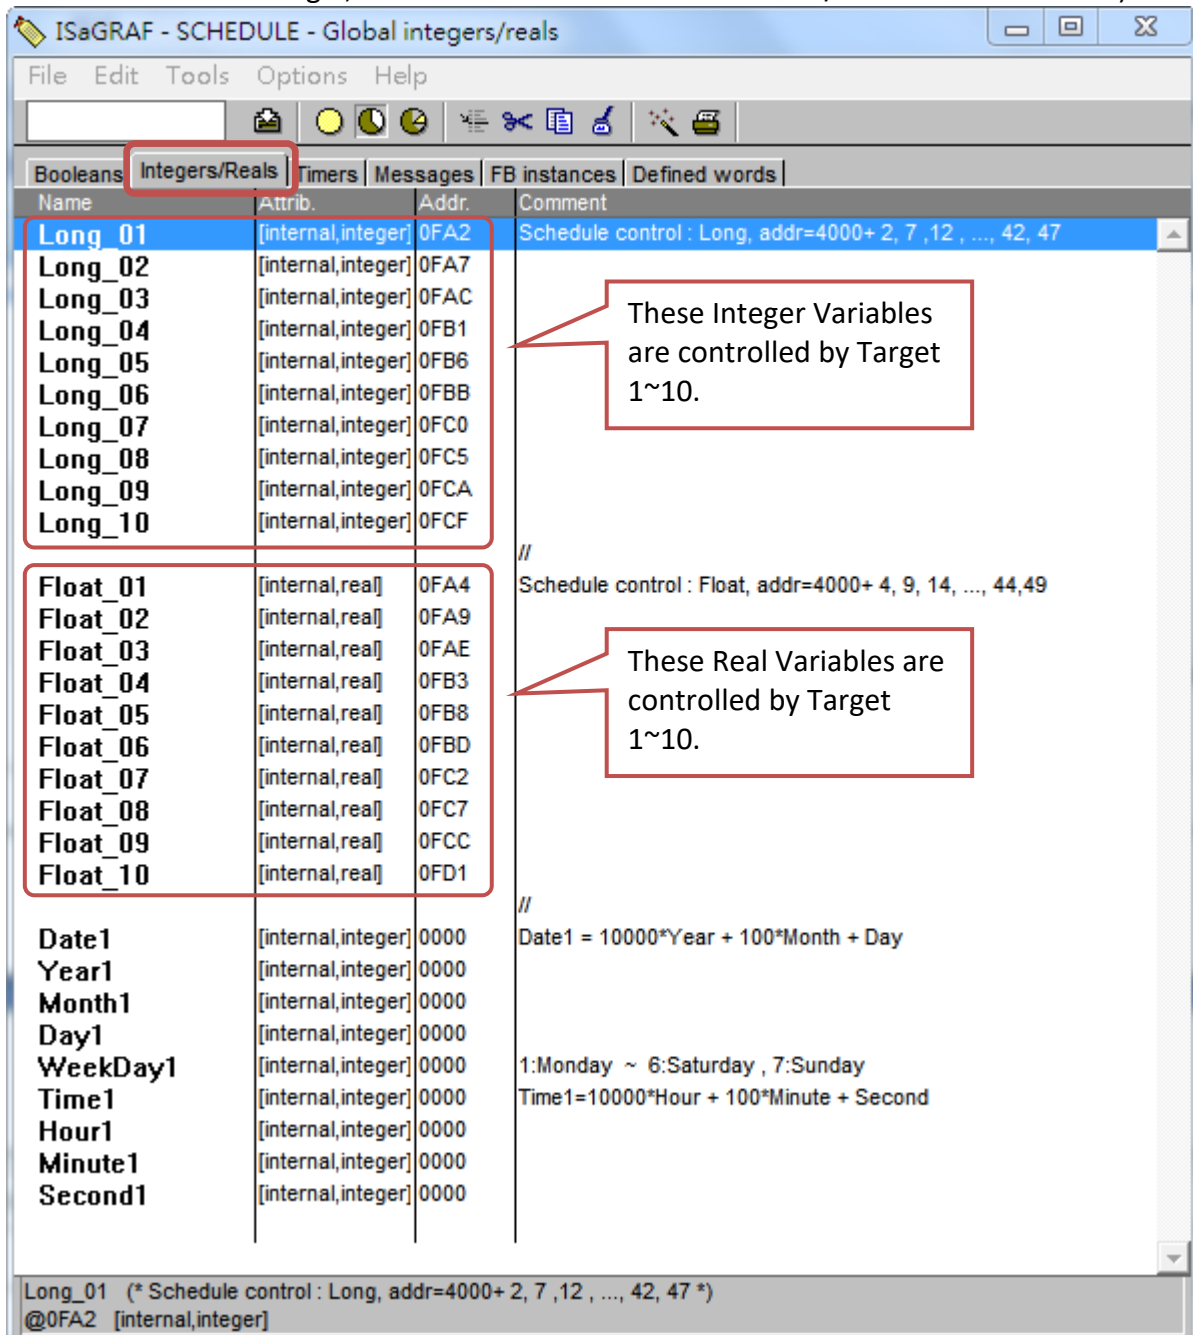 ISaGRAF - SCHEDULE - Global integers/reals
File Edit Tools Options Help
Booleans Integers/Reals Timers Messages FB instances Defined words
Name Attrib. Addr. Comment
Long_01 [internal,integer] 0FA2 Schedule control : Long, addr=4000+ 2, 7 ,12 , ..., 42, 47
Long_02 [internal,integer] 0FA7
Long_03 [internal,integer] 0FAC
Long_04 [internal,integer] 0FB1
Long_05 [internal,integer] 0FB6
Long_06 [internal,integer] 0FBB
Long_07 [internal,integer] 0FC0
Long_08 [internal,integer] 0FC5
Long_09 [internal,integer] 0FCA
Long_10 [internal,integer] 0FCF
These Integer Variables
are controlled by Target
1~10.
//
Float_01 [internal,real] 0FA4 Schedule control : Float, addr=4000+ 4, 9, 14, ..., 44,49
Float_02 [internal,real] 0FA9
Float_03 [internal,real] 0FAE
Float_04 [internal,real] 0FB3
Float_05 [internal,real] 0FB8
Float_06 [internal,real] 0FBD
Float_07 [internal,real] 0FC2
Float_08 [internal,real] 0FC7
Float_09 [internal,real] 0FCC
Float_10 [internal,real] 0FD1
These Real Variables are
controlled by Target
1~10.
//
Date1 [internal,integer] 0000 Date1 = 10000*Year + 100*Month + Day
Year1 [internal,integer] 0000
Month1 [internal,integer] 0000
Day1 [internal,integer] 0000
WeekDay1 [internal,integer] 0000 1:Monday ~ 6:Saturday , 7:Sunday
Time1 [internal,integer] 0000 Time1=10000*Hour + 100*Minute + Second
Hour1 [internal,integer] 0000
Minute1 [internal,integer] 0000
Second1 [internal,integer] 0000
Long_01 (* Schedule control : Long, addr=4000+ 2, 7 ,12 , ..., 42, 47 *)
@0FA2 [internal,integer]